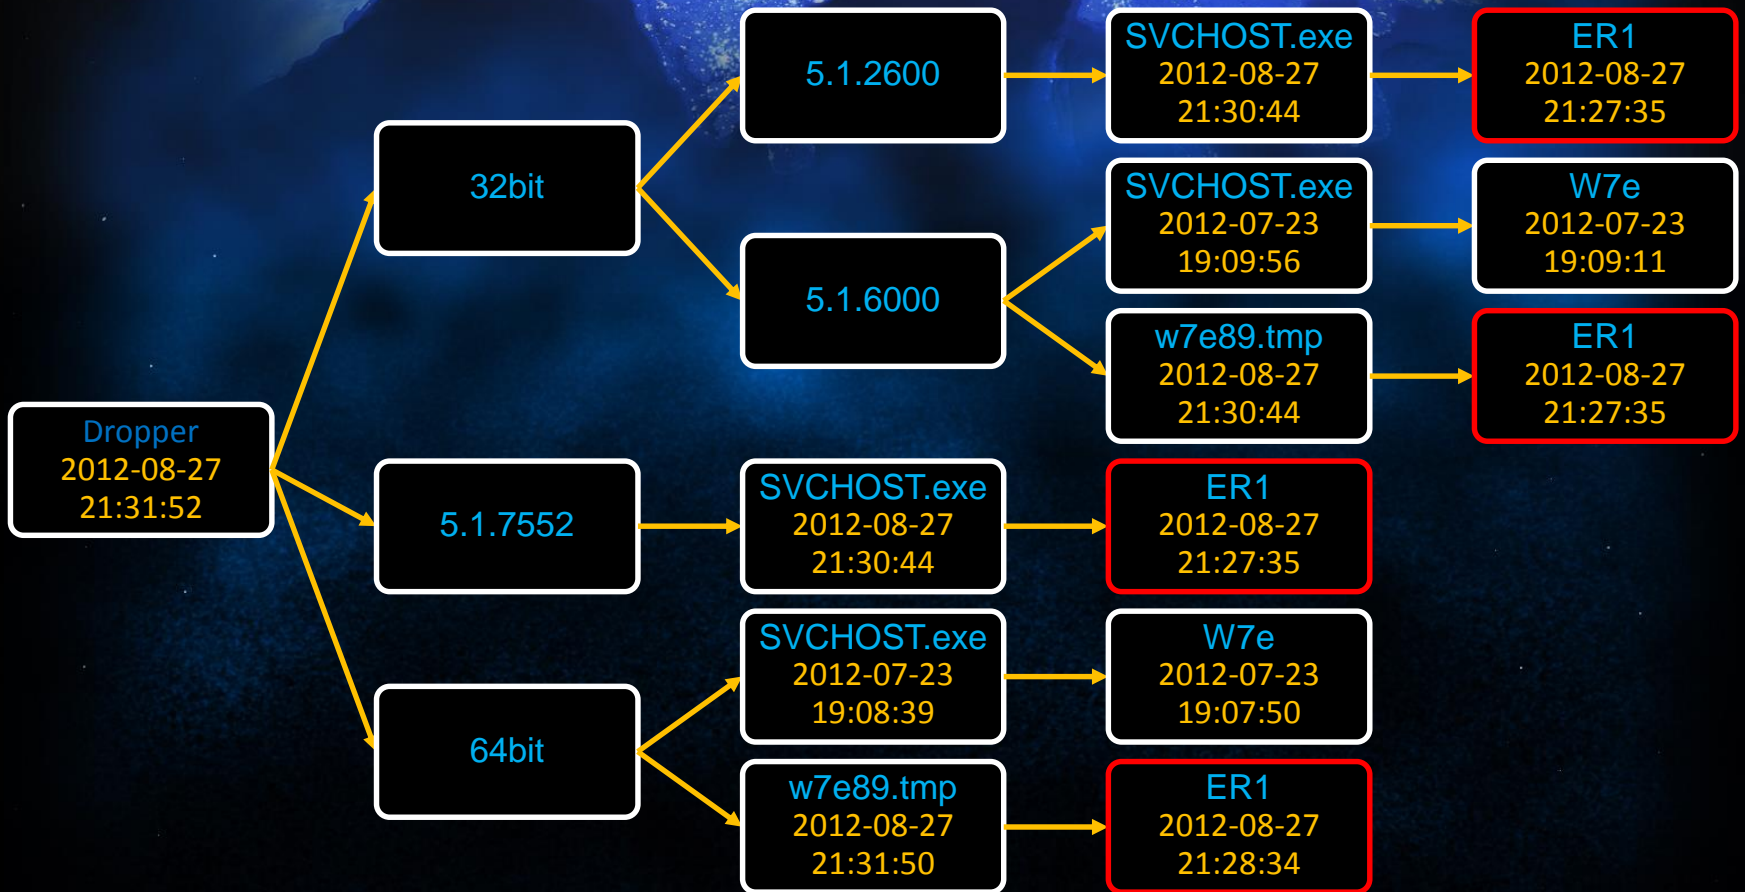 Dropper
2012-08-27
21:31:52
32bit
5.1.2600
SVCHOST.exe
2012-08-27
21:30:44
ER1
2012-08-27
21:27:35
5.1.6000
SVCHOST.exe
2012-07-23
19:09:56
W7e
2012-07-23
19:09:11
w7e89.tmp
2012-08-27
21:30:44
ER1
2012-08-27
21:27:35
5.1.7552
SVCHOST.exe
2012-08-27
21:30:44
ER1
2012-08-27
21:27:35
64bit
SVCHOST.exe
2012-07-23
19:08:39
W7e
2012-07-23
19:07:50
w7e89.tmp
2012-08-27
21:31:50
ER1
2012-08-27
21:28:34